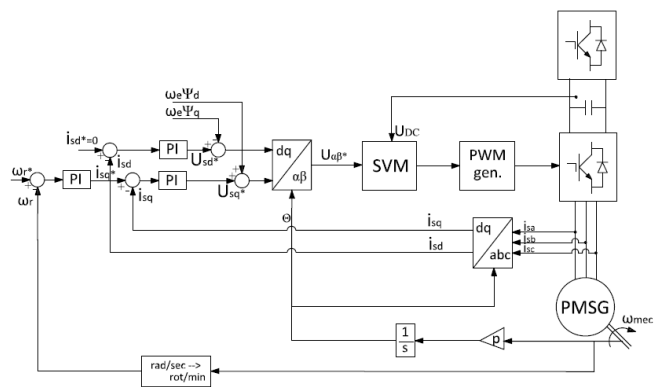 ωeΨd
ωeΨq
isd*=0
isd
PI
Usd*
dq
αβ
Uαβ*
UDC
SVM
PWM
gen.
ωr*
ωr
PI
isq*
isq
PI
Usq*
Θ
isq
isd
dq
abc
isa
isb
isc
PMSG
ωmec
1
s
p
rad/sec -->
rot/min